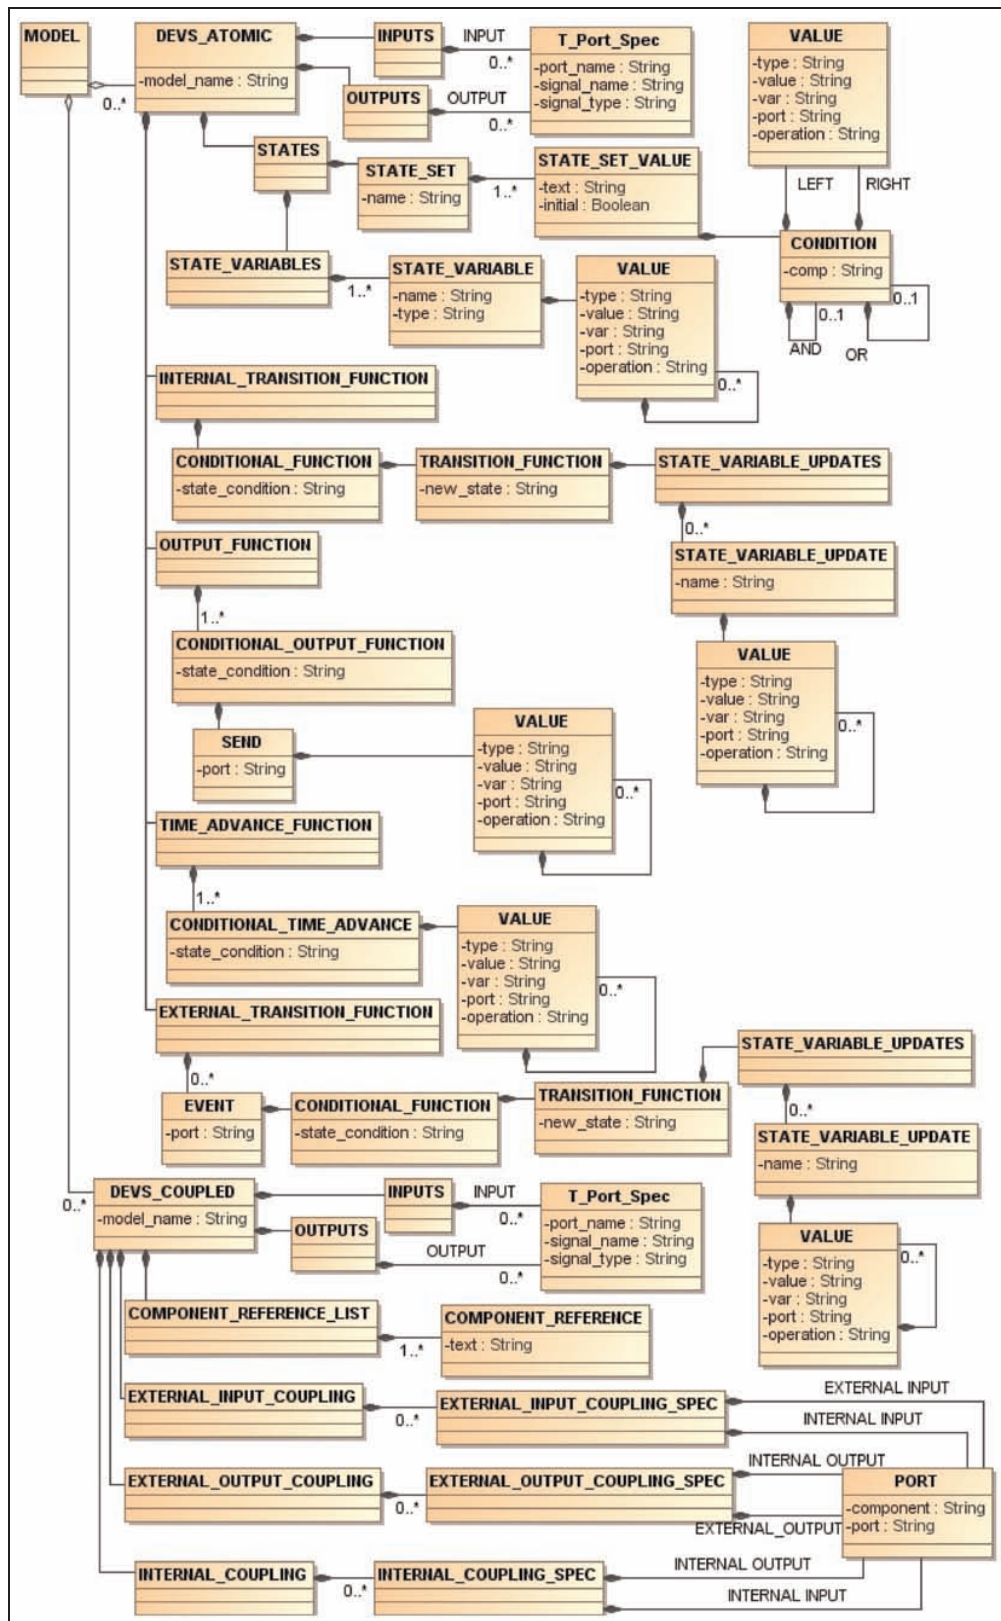 MODEL
DEVS_ATOMIC
-model_name : String
0..*
INPUTS
INPUT
0..*
T_Port_Spec
-port_name : String
-signal_name : String
-signal_type : String
OUTPUTS
OUTPUT
0..*
VALUE
-type : String
-value : String
-var : String
-port : String
-operation : String
LEFT
RIGHT
STATES
STATE_SET
-name : String
1..*
STATE_SET_VALUE
-text : String
-initial : Boolean
CONDITION
-comp : String
0..1
0..1
AND
OR
STATE_VARIABLES
1..*
STATE_VARIABLE
-name : String
-type : String
VALUE
-type : String
-value : String
-var : String
-port : String
-operation : String
0..*
INTERNAL_TRANSITION_FUNCTION
CONDITIONAL_FUNCTION
-state_condition : String
TRANSITION_FUNCTION
-new_state : String
STATE_VARIABLE_UPDATES
0..*
STATE_VARIABLE_UPDATE
-name : String
VALUE
-type : String
-value : String
-var : String
-port : String
-operation : String
0..*
OUTPUT_FUNCTION
1..*
CONDITIONAL_OUTPUT_FUNCTION
-state_condition : String
SEND
-port : String
VALUE
-type : String
-value : String
-var : String
-port : String
-operation : String
0..*
TIME_ADVANCE_FUNCTION
1..*
CONDITIONAL_TIME_ADVANCE
-state_condition : String
VALUE
-type : String
-value : String
-var : String
-port : String
-operation : String
0..*
EXTERNAL_TRANSITION_FUNCTION
0..*
EVENT
-port : String
CONDITIONAL_FUNCTION
-state_condition : String
TRANSITION_FUNCTION
-new_state : String
STATE_VARIABLE_UPDATES
0..*
STATE_VARIABLE_UPDATE
-name : String
VALUE
-type : String
-value : String
-var : String
-port : String
-operation : String
0..*
0..*
DEVS_COUPLED
-model_name : String
INPUTS
INPUT
0..*
T_Port_Spec
-port_name : String
-signal_name : String
-signal_type : String
OUTPUTS
OUTPUT
0..*
COMPONENT_REFERENCE_LIST
1..*
COMPONENT_REFERENCE
-text : String
EXTERNAL_INPUT_COUPLING
0..*
EXTERNAL_INPUT_COUPLING_SPEC
EXTERNAL INPUT
INTERNAL INPUT
EXTERNAL_OUTPUT_COUPLING
0..*
EXTERNAL_OUTPUT_COUPLING_SPEC
INTERNAL OUTPUT
EXTERNAL_OUTPUT
PORT
-component : String
-port : String
INTERNAL_COUPLING
0..*
INTERNAL_COUPLING_SPEC
INTERNAL OUTPUT
INTERNAL INPUT